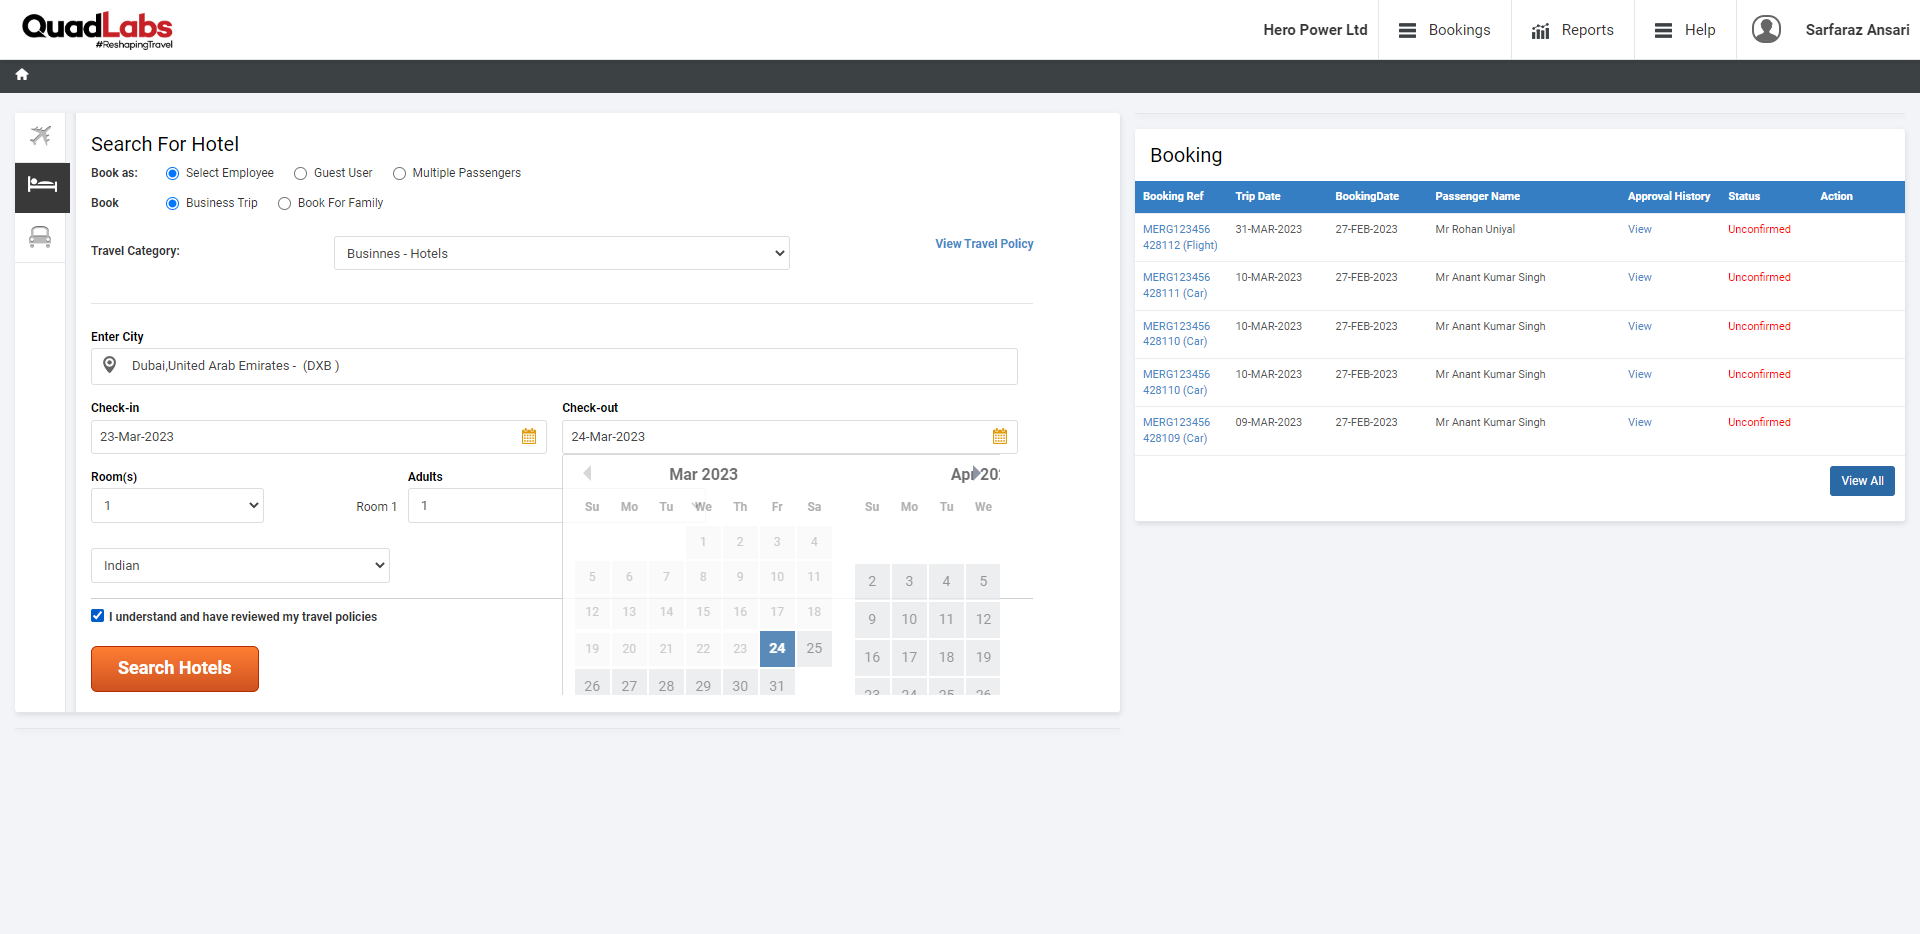 QuadLabs
#ReshapingTravel
Hero Power Ltd
Bookings
Reports
Help
Sarfaraz Ansari
Search For Hotel
Book as: Select Employee Guest User Multiple Passengers
Book Business Trip Book For Family
Travel Category: Businnes - Hotels View Travel Policy
Enter City
Dubai,United Arab Emirates - (DXB )
Check-in Check-out
23-Mar-2023 24-Mar-2023
Room(s) Adults
1 Room 1 1
Indian
I understand and have reviewed my travel policies
Search Hotels
Mar 2023
Su Mo Tu We Th Fr Sa
1 2 3 4
5 6 7 8 9 10 11
12 13 14 15 16 17 18
19 20 21 22 23 24 25
26 27 28 29 30 31
Su Mo Tu We
2 3 4 5
9 10 11 12
16 17 18 19
23 24 25 26
Booking
Booking Ref Trip Date BookingDate Passenger Name Approval History Status Action
MERG123456 31-MAR-2023 27-FEB-2023 Mr Rohan Uniyal View Unconfirmed
428112 (Flight)
MERG123456 10-MAR-2023 27-FEB-2023 Mr Anant Kumar Singh View Unconfirmed
428111 (Car)
MERG123456 10-MAR-2023 27-FEB-2023 Mr Anant Kumar Singh View Unconfirmed
428110 (Car)
MERG123456 10-MAR-2023 27-FEB-2023 Mr Anant Kumar Singh View Unconfirmed
428110 (Car)
MERG123456 09-MAR-2023 27-FEB-2023 Mr Anant Kumar Singh View Unconfirmed
428109 (Car)
View All